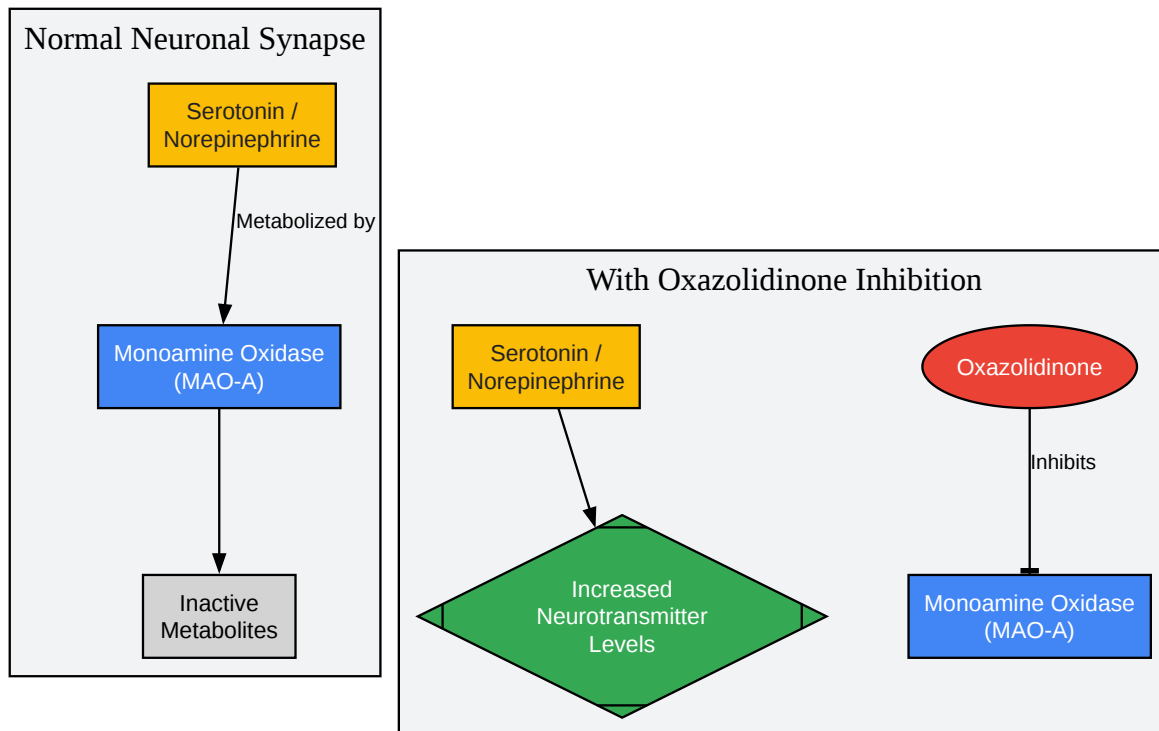 Normal Neuronal Synapse
Serotonin /
Norepinephrine
Metabolized by
Monoamine Oxidase
(MAO-A)
Inactive
Metabolites
With Oxazolidinone Inhibition
Serotonin /
Norepinephrine
Oxazolidinone
Inhibits
Increased
Neurotransmitter
Levels
Monoamine Oxidase
(MAO-A)